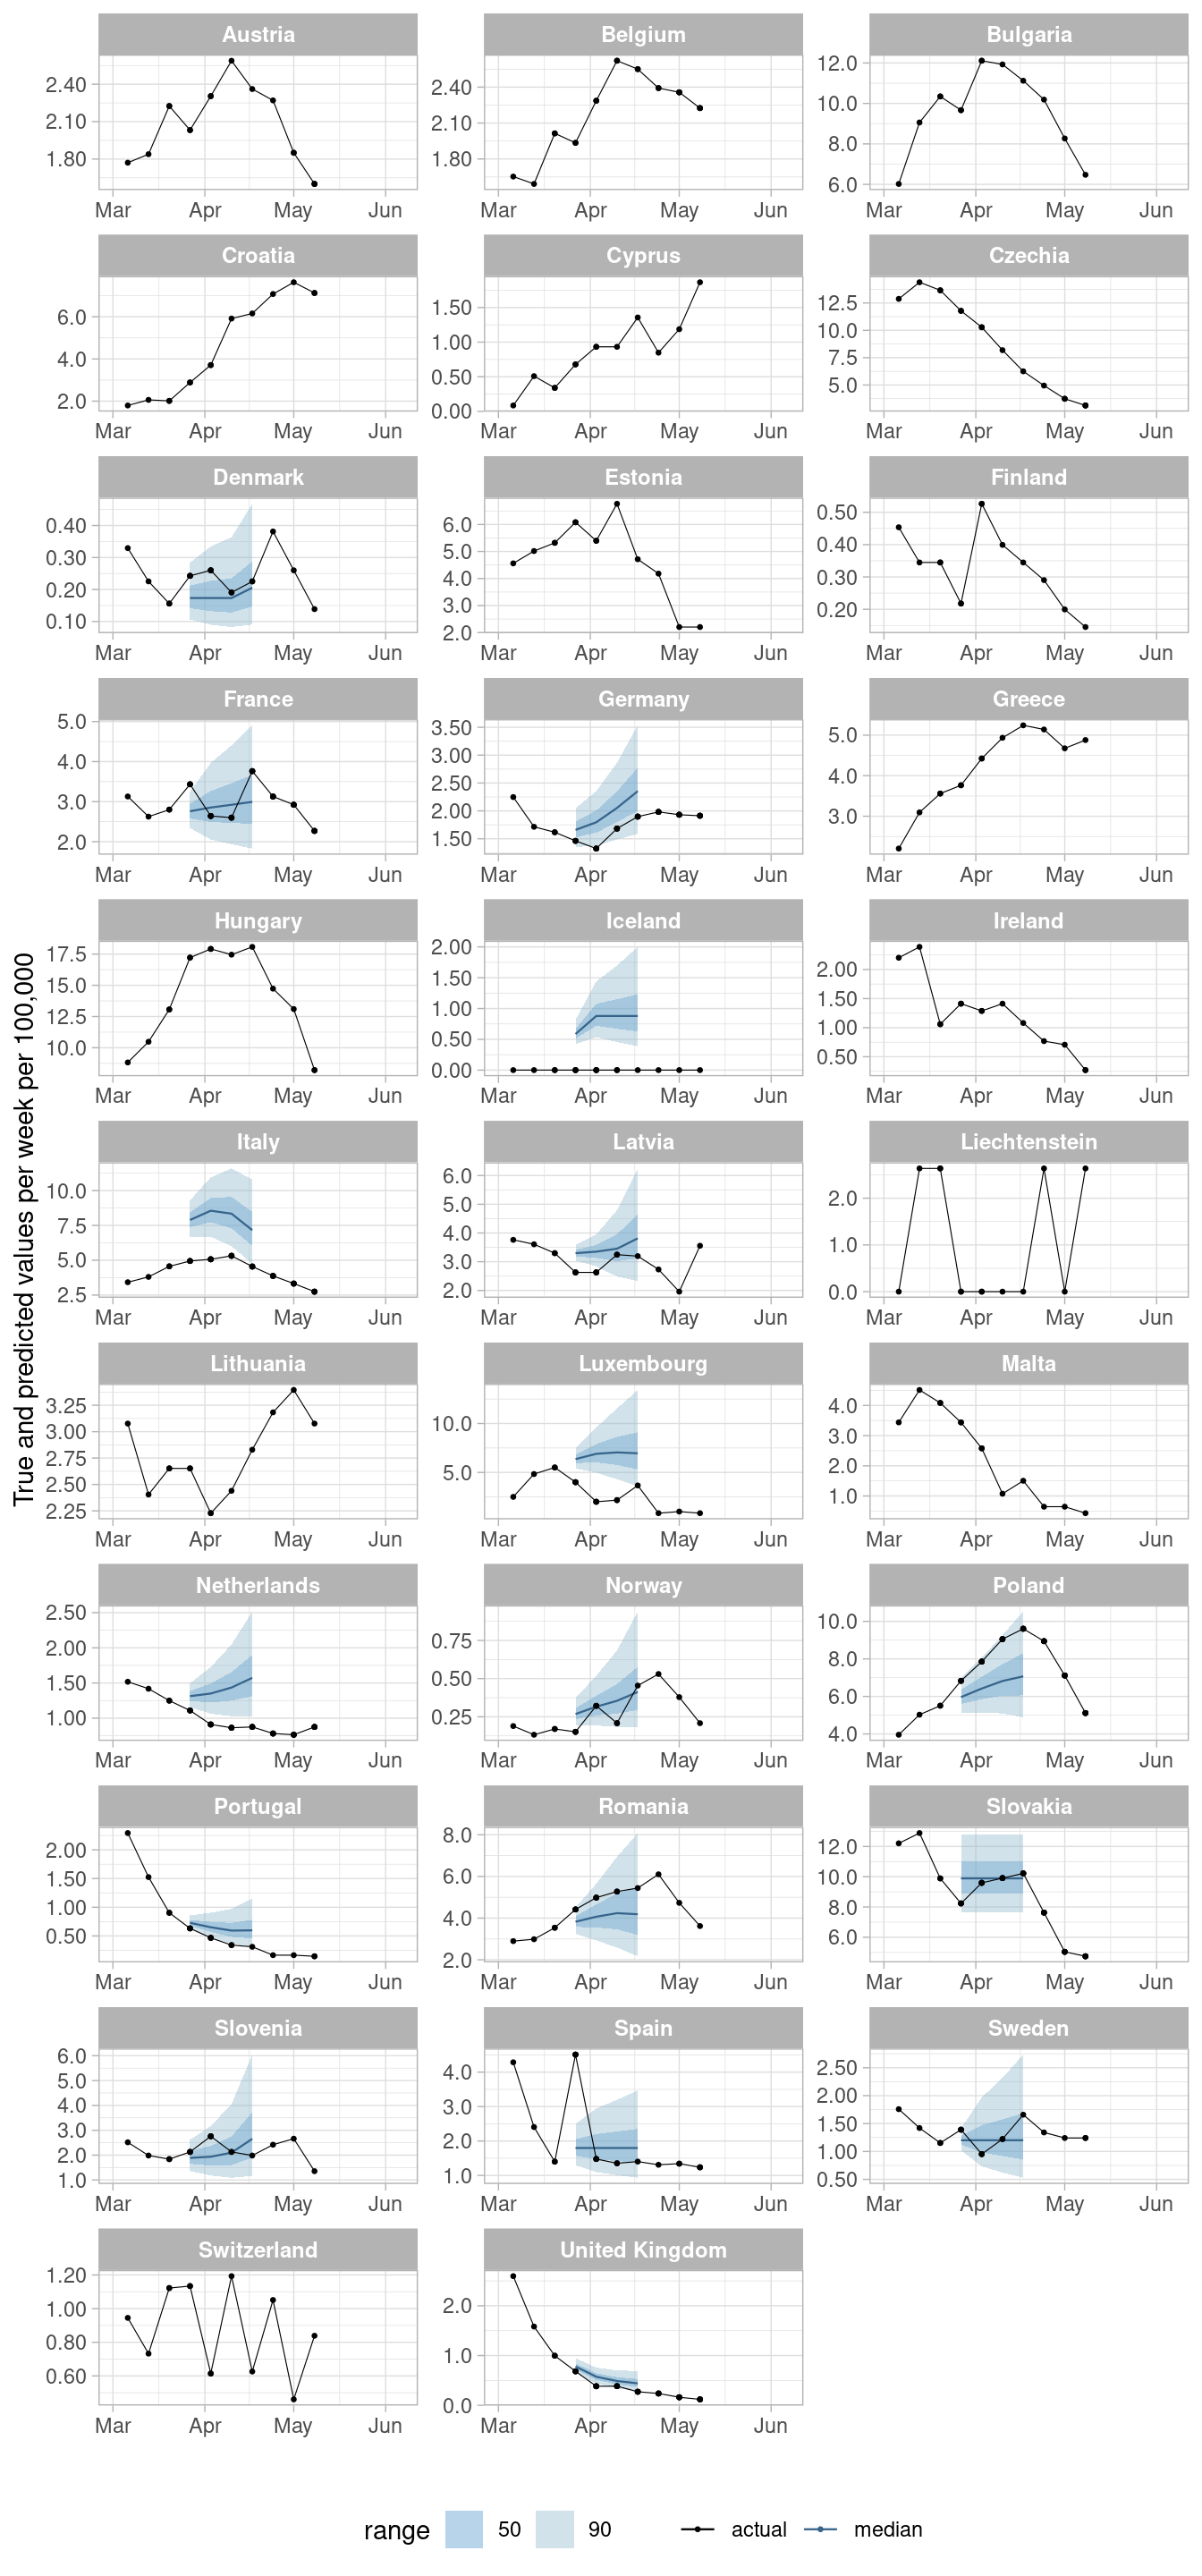 Austria Belgium Bulgaria
2.40 2.10 1.80 2.40 2.10 1.80 12.0 10.0 8.0 6.0
Mar Apr May Jun Mar Apr May Jun Mar Apr May Jun
Croatia Cyprus Czechia
6.0 4.0 2.0 1.50 1.00 0.50 0.00 12.5 10.0 7.5 5.0
Mar Apr May Jun Mar Apr May Jun Mar Apr May Jun
Denmark Estonia Finland
0.40 0.30 0.20 0.10 6.0 5.0 4.0 3.0 2.0 0.50 0.40 0.30 0.20
Mar Apr May Jun Mar Apr May Jun Mar Apr May Jun
France Germany Greece
5.0 4.0 3.0 2.0 3.50 3.00 2.50 2.00 1.50 5.0 4.0 3.0
Mar Apr May Jun Mar Apr May Jun Mar Apr May Jun
True and predicted values per week per 100,000
Hungary Iceland Ireland
17.5 15.0 12.5 10.0 2.00 1.50 1.00 0.50 0.00 2.00 1.50 1.00 0.50
Mar Apr May Jun Mar Apr May Jun Mar Apr May Jun
Italy Latvia Liechtenstein
10.0 7.5 5.0 2.5 6.0 5.0 4.0 3.0 2.0 2.0 1.0 0.0
Mar Apr May Jun Mar Apr May Jun Mar Apr May Jun
Lithuania Luxembourg Malta
3.25 3.00 2.75 2.50 2.25 10.0 5.0 4.0 3.0 2.0 1.0
Mar Apr May Jun Mar Apr May Jun Mar Apr May Jun
Netherlands Norway Poland
2.50 2.00 1.50 1.00 0.75 0.50 0.25 10.0 8.0 6.0 4.0
Mar Apr May Jun Mar Apr May Jun Mar Apr May Jun
Portugal Romania Slovakia
2.00 1.50 1.00 0.50 8.0 6.0 4.0 2.0 12.0 10.0 8.0 6.0
Mar Apr May Jun Mar Apr May Jun Mar Apr May Jun
Slovenia Spain Sweden
6.0 5.0 4.0 3.0 2.0 1.0 4.0 3.0 2.0 1.0 2.50 2.00 1.50 1.00 0.50
Mar Apr May Jun Mar Apr May Jun Mar Apr May Jun
Switzerland United Kingdom
1.20 1.00 0.80 0.60 2.0 1.0 0.0
Mar Apr May Jun Mar Apr May Jun
range 50 90 actual median